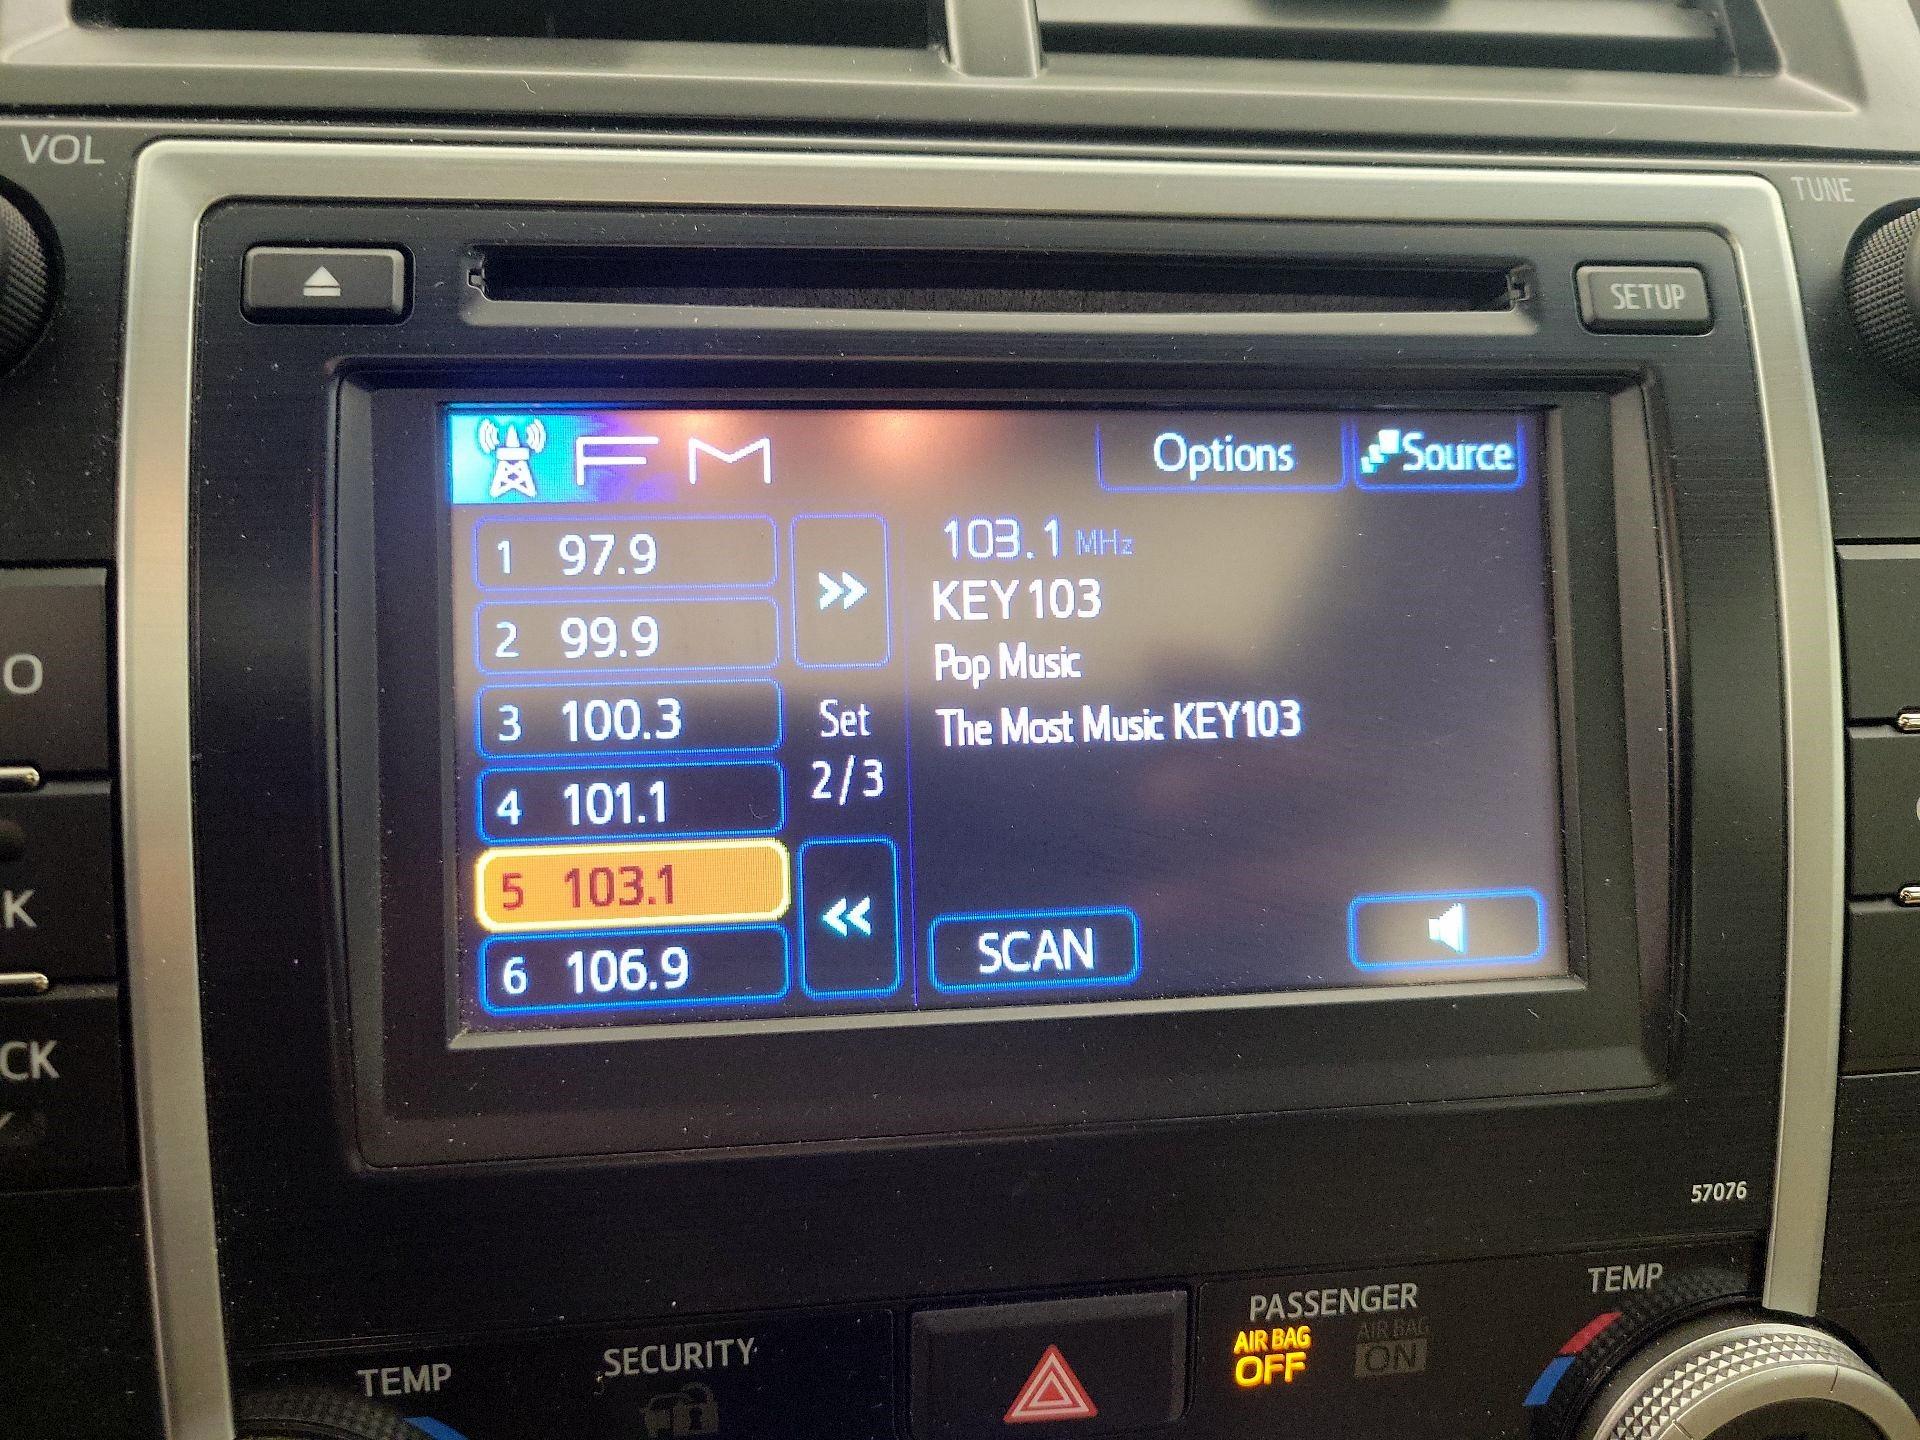 VOL
TUNE
SETUP
FM
Options
Source
1 97.9
2 99.9
3 100.3
4 101.1
5 103.1
6 106.9
Set
2/3
103.1 MHz
KEY 103
Pop Music
The Most Music KEY103
SCAN
O
K
CK
57076
TEMP
SECURITY
PASSENGER
AIR BAG
OFF
AIR BAG
ON
TEMP